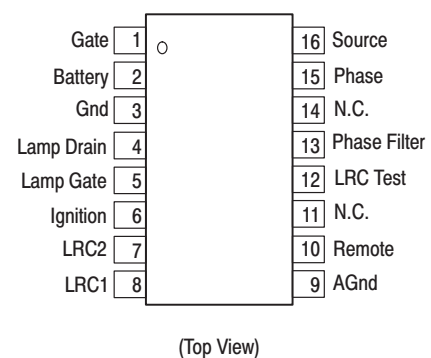 Gate 1 16 Source
Battery 2 15 Phase
Gnd 3 14 N.C.
Lamp Drain 4 13 Phase Filter
Lamp Gate 5 12 LRC Test
Ignition 6 11 N.C.
LRC2 7 10 Remote
LRC1 8 9 AGnd
(Top View)